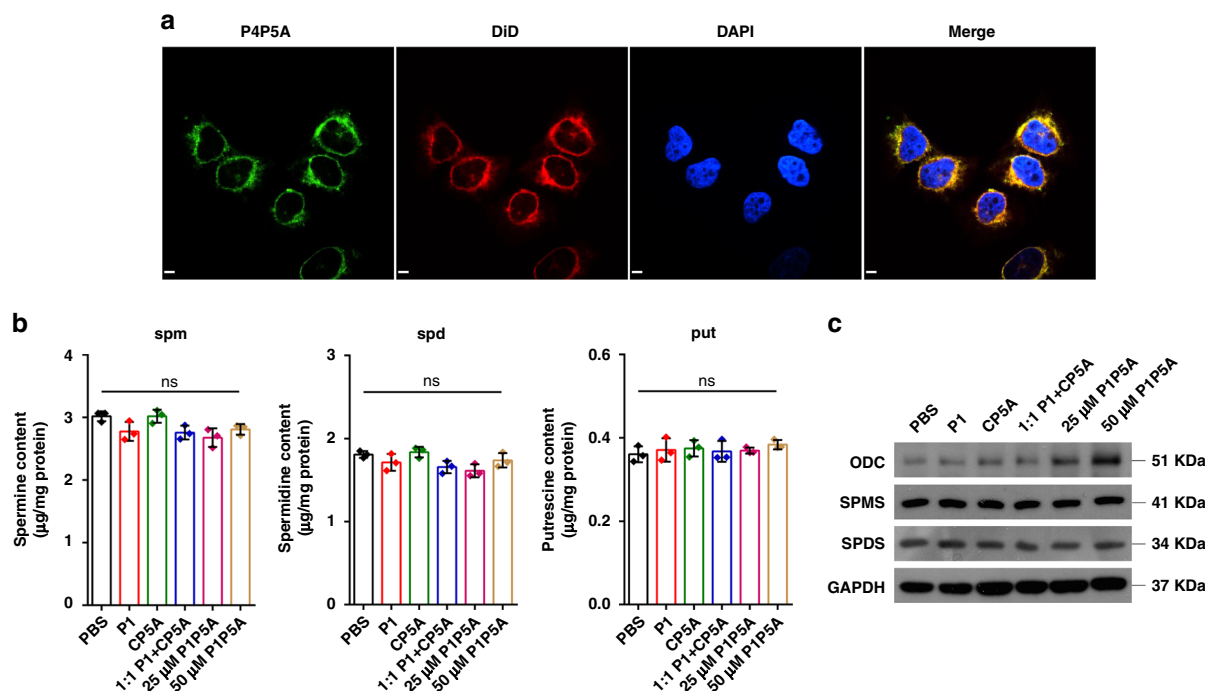 a
P4P5A DiD DAPI Merge
b
spm
Spermine content
(µg/mg protein)
4
3
2
1
0
ns
PBS
P1
CP5A
1:1 P1+CP5A
25 µM P1P5A
50 µM P1P5A
spd
Spermidine content
(µg/mg protein)
3
2
1
0
ns
PBS
P1
CP5A
1:1 P1+CP5A
25 µM P1P5A
50 µM P1P5A
put
Putrescine content
(µg/mg protein)
0.6
0.4
0.2
0.0
ns
PBS
P1
CP5A
1:1 P1+CP5A
25 µM P1P5A
50 µM P1P5A
c
PBS
P1
CP5A
1:1 P1+CP5A
25 µM P1P5A
50 µM P1P5A
ODC 51 KDa
SPMS 41 KDa
SPDS 34 KDa
GAPDH 37 KDa